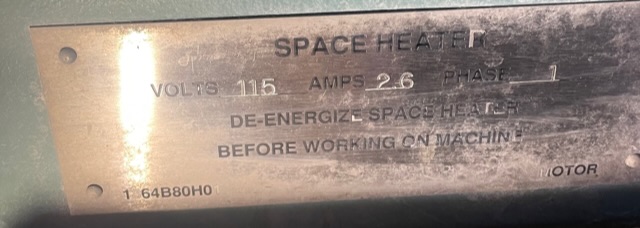 SPACE HEATER
VOLTS 115 AMPS 2.6 PHASE 1
DE-ENERGIZE SPACE HEATER
BEFORE WORKING ON MACHINE
1 64B80H0 MOTOR